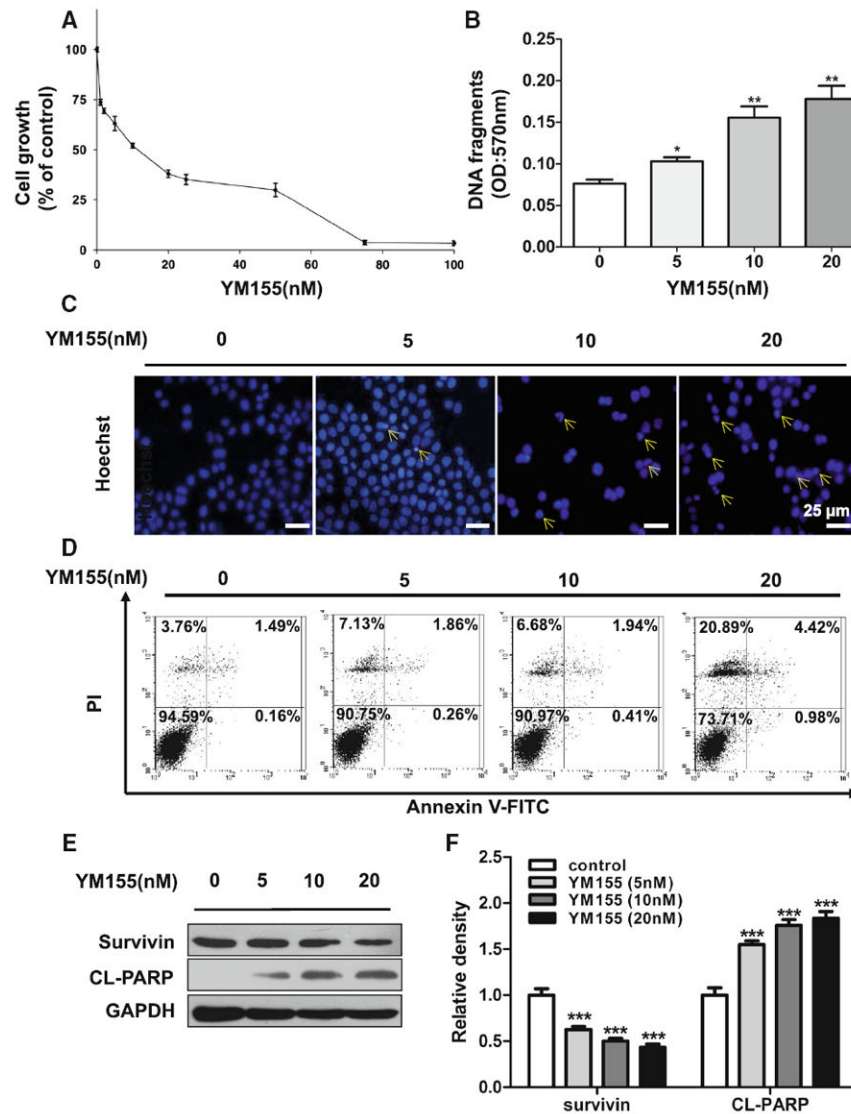 A
Cell growth
(% of control)
100
75
50
25
0
0 20 40 60 80 100
YM155(nM)
B
DNA fragments
(OD:570nm)
0.25
0.20
0.15
0.10
0.05
0.00
* ** **
0 5 10 20
YM155(nM)
C
YM155(nM) 0 5 10 20
Hoechst
Hoechst
25 µm
D
YM155(nM) 0 5 10 20
PI
3.76% 1.49% 7.13% 1.86% 6.68% 1.94% 20.89% 4.42%
94.59% 0.16% 90.75% 0.26% 90.97% 0.41% 73.71% 0.98%
Annexin V-FITC
E
YM155(nM) 0 5 10 20
Survivin
CL-PARP
GAPDH
F
Relative density
2.5
2.0
1.5
1.0
0.5
0.0
control
YM155 (5nM)
YM155 (10nM)
YM155 (20nM)
*** *** *** *** *** ***
survivin CL-PARP